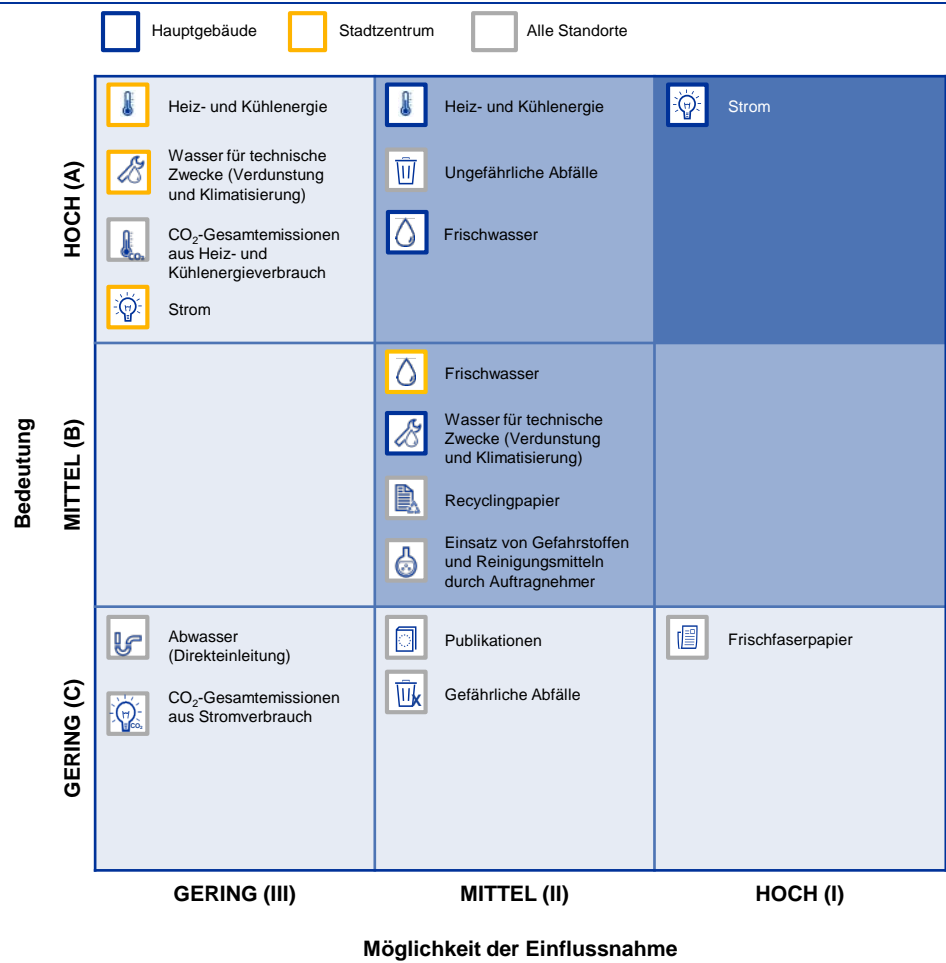 Hauptgebäude
Stadtzentrum
Alle Standorte
Bedeutung
HOCH (A)
Heiz- und Kühlenergie
Wasser für technische
Zwecke (Verdunstung
und Klimatisierung)
CO₂-Gesamtemissionen
aus Heiz- und
Kühlenergieverbrauch
CO₂
Strom
Heiz- und Kühlenergie
Ungefährliche Abfälle
Frischwasser
Strom
MITTEL (B)
Frischwasser
Wasser für technische
Zwecke (Verdunstung
und Klimatisierung)
Recyclingpapier
Einsatz von Gefahrstoffen
und Reinigungsmitteln
durch Auftragnehmer
GERING (C)
Abwasser
(Direkteinleitung)
CO₂-Gesamtemissionen
aus Stromverbrauch
CO₂
Publikationen
Gefährliche Abfälle
Frischfaserpapier
GERING (III)
MITTEL (II)
HOCH (I)
Möglichkeit der Einflussnahme